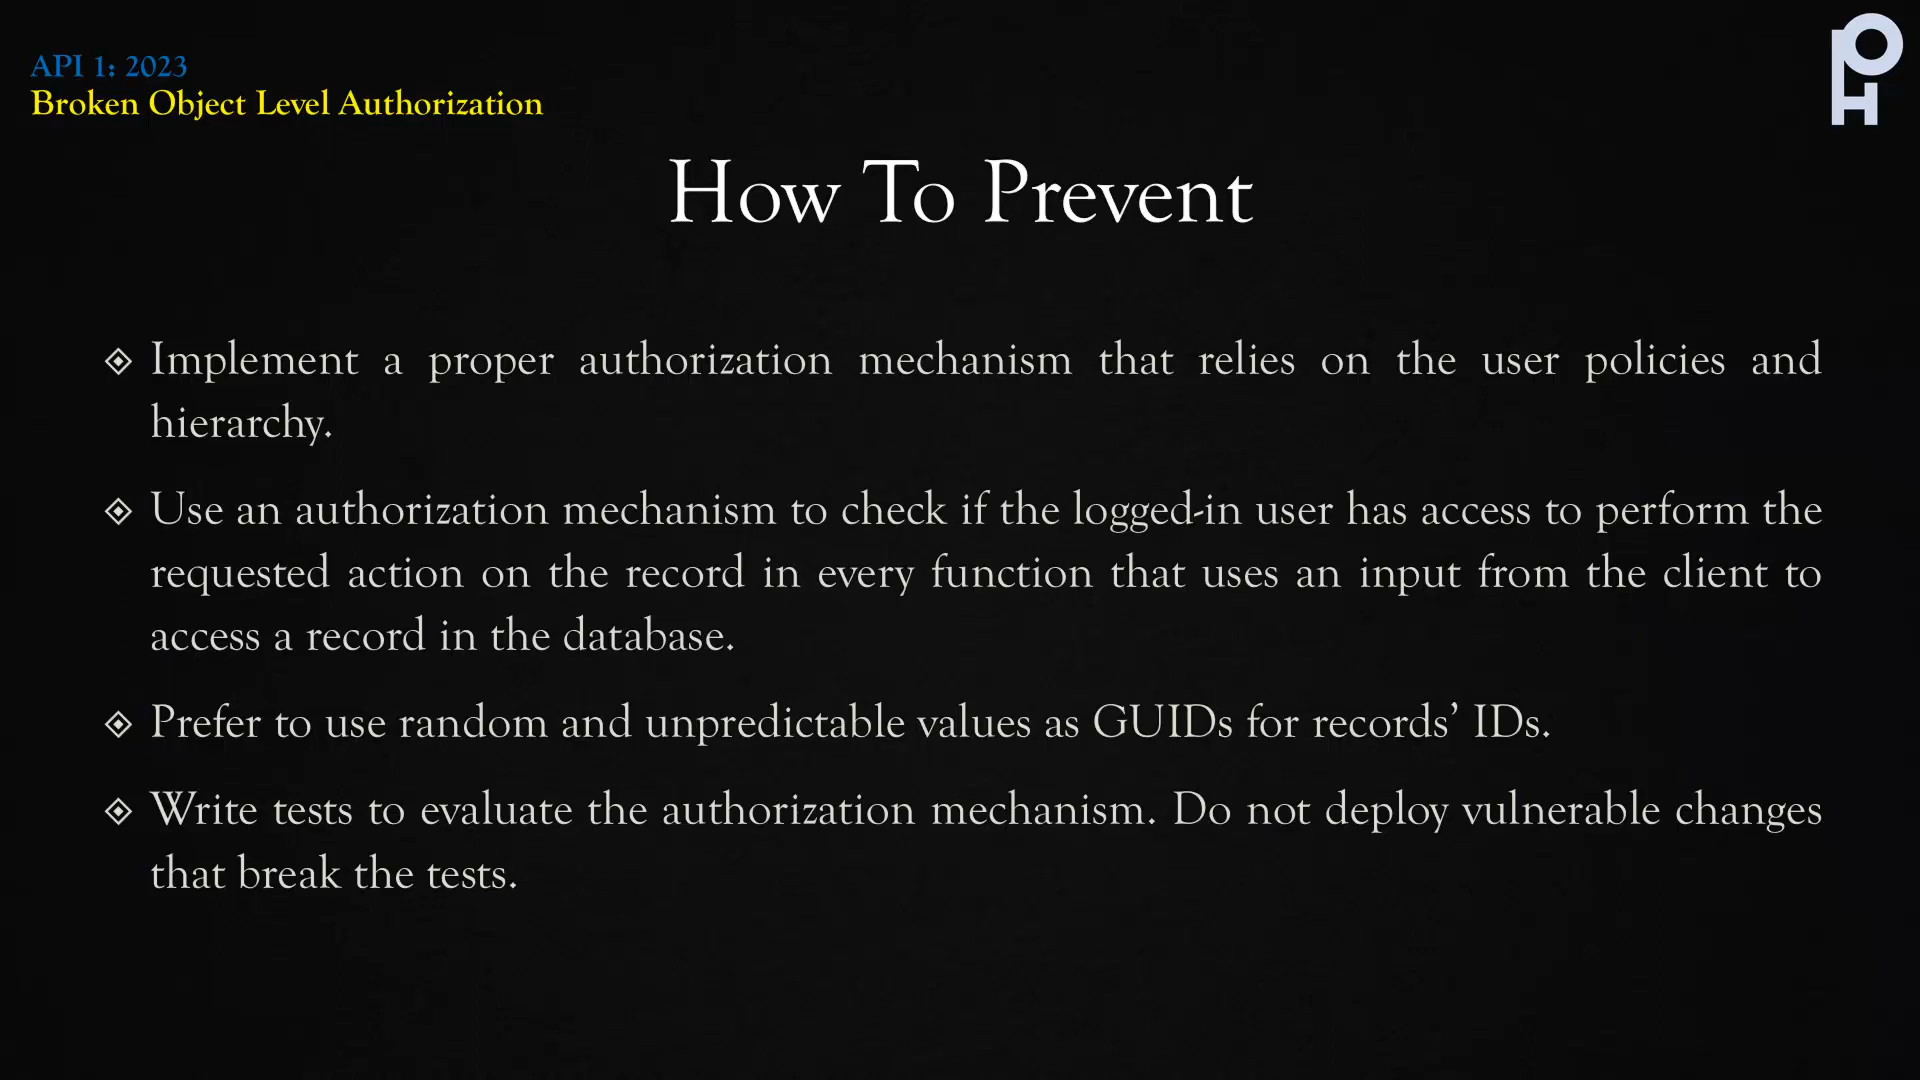 API 1: 2023
Broken Object Level Authorization
How To Prevent
Implement a proper authorization mechanism that relies on the user policies and
hierarchy.
Use an authorization mechanism to check if the logged-in user has access to perform the
requested action on the record in every function that uses an input from the client to
access a record in the database.
Prefer to use random and unpredictable values as GUIDs for records’ IDs.
Write tests to evaluate the authorization mechanism. Do not deploy vulnerable changes
that break the tests.